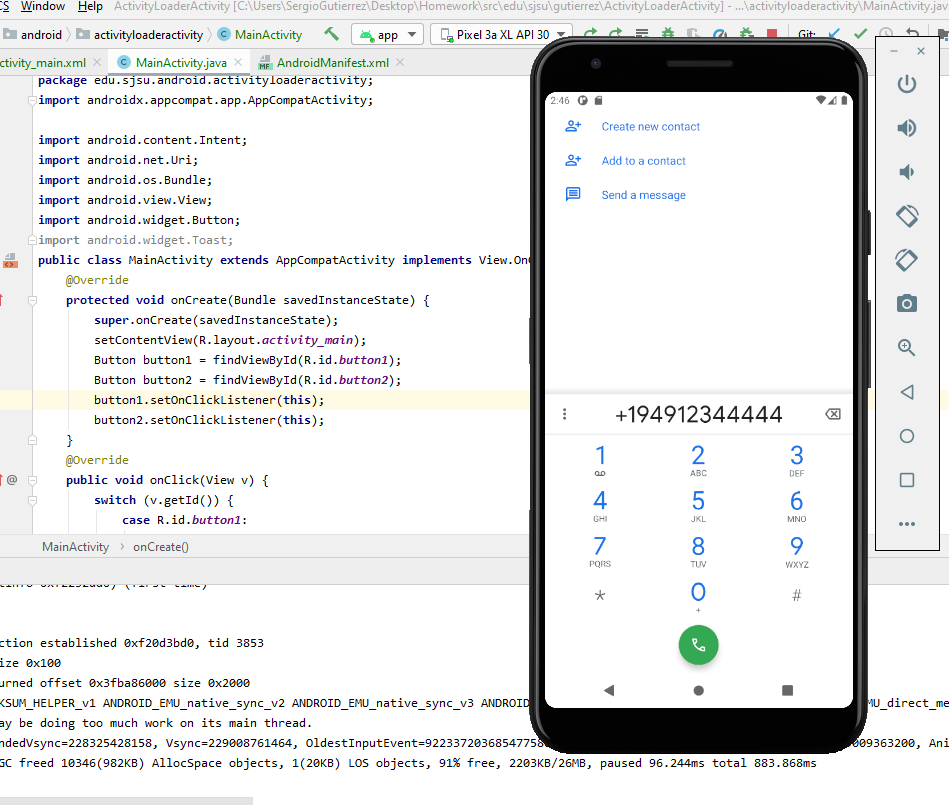 CS Window Help ActivityLoaderActivity [C:\Users\SergioGutierrez\Desktop\Homework\src\edu\sjsu\gutierrez\ActivityLoaderActivity] - ...\activityloaderactivity\MainActivity.java
android activityloaderactivity MainActivity app Pixel 3a XL API 30 Git:
ctivity_main.xml MainActivity.java AndroidManifest.xml
package edu.sjsu.android.activityloaderactivity;
import androidx.appcompat.app.AppCompatActivity;
import android.content.Intent;
import android.net.Uri;
import android.os.Bundle;
import android.view.View;
import android.widget.Button;
import android.widget.Toast;
public class MainActivity extends AppCompatActivity implements View.OnC
@Override
protected void onCreate(Bundle savedInstanceState) {
super.onCreate(savedInstanceState);
setContentView(R.layout.activity_main);
Button button1 = findViewById(R.id.button1);
Button button2 = findViewById(R.id.button2);
button1.setOnClickListener(this);
button2.setOnClickListener(this);
}
@Override
public void onClick(View v) {
switch (v.getId()) {
case R.id.button1:
MainActivity > onCreate()
(first time)
ction established 0xf20d3bd0, tid 3853
ize 0x100
urned offset 0x3fba86000 size 0x2000
KSUM_HELPER_v1 ANDROID_EMU_native_sync_v2 ANDROID_EMU_native_sync_v3 ANDROID
MU_direct_me
ay be doing too much work on its main thread.
ndedVsync=228325428158, Vsync=229008761464, OldestInputEvent=922337203685477580
009363200, Ani
GC freed 10346(982KB) AllocSpace objects, 1(20KB) LOS objects, 91% free, 2203KB/26MB, paused 96.244ms total 883.868ms
2:46
Create new contact
Add to a contact
Send a message
+194912344444
1 2 3
ABC DEF
4 5 6
GHI JKL MNO
7 8 9
PQRS TUV WXYZ
* 0 #
+